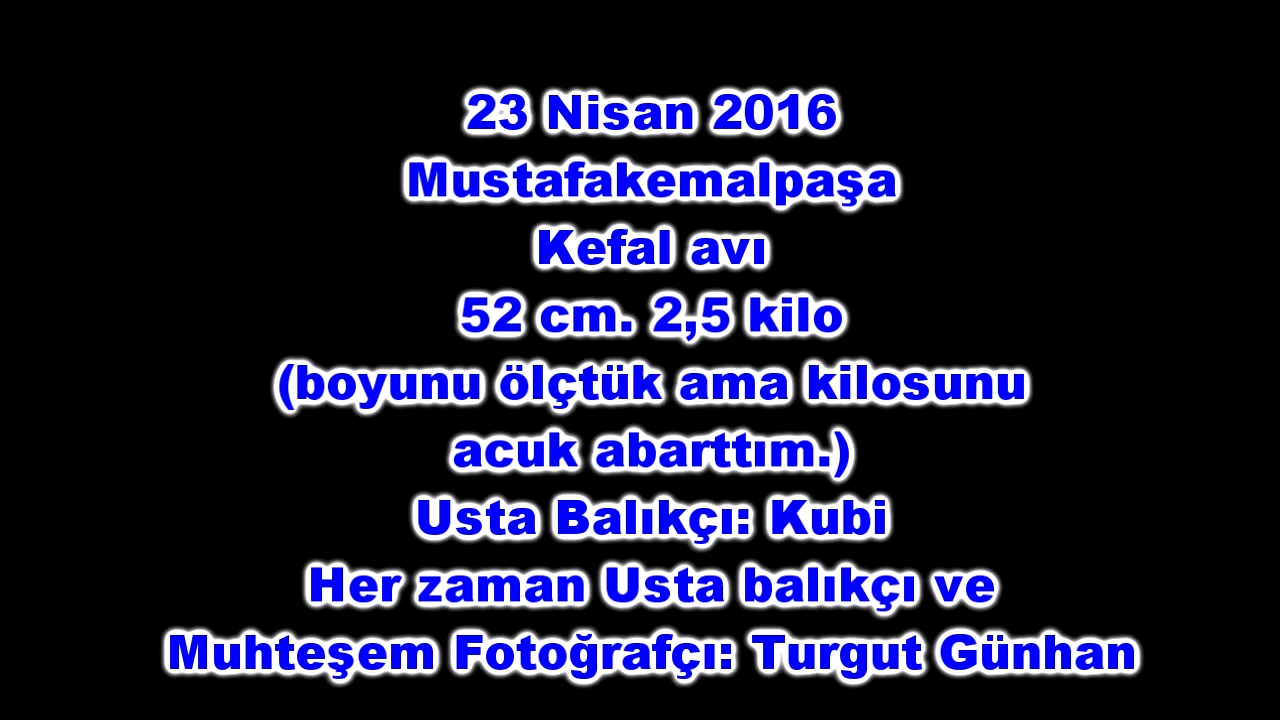 23 Nisan 2016
Mustafakemalpaşa
Kefal avı
52 cm. 2,5 kilo
(boyunu ölçtük ama kilosunu
acuk abarttım.)
Usta Balıkçı: Kubi
Her zaman Usta balıkçı ve
Muhteşem Fotoğrafçı: Turgut Günhan